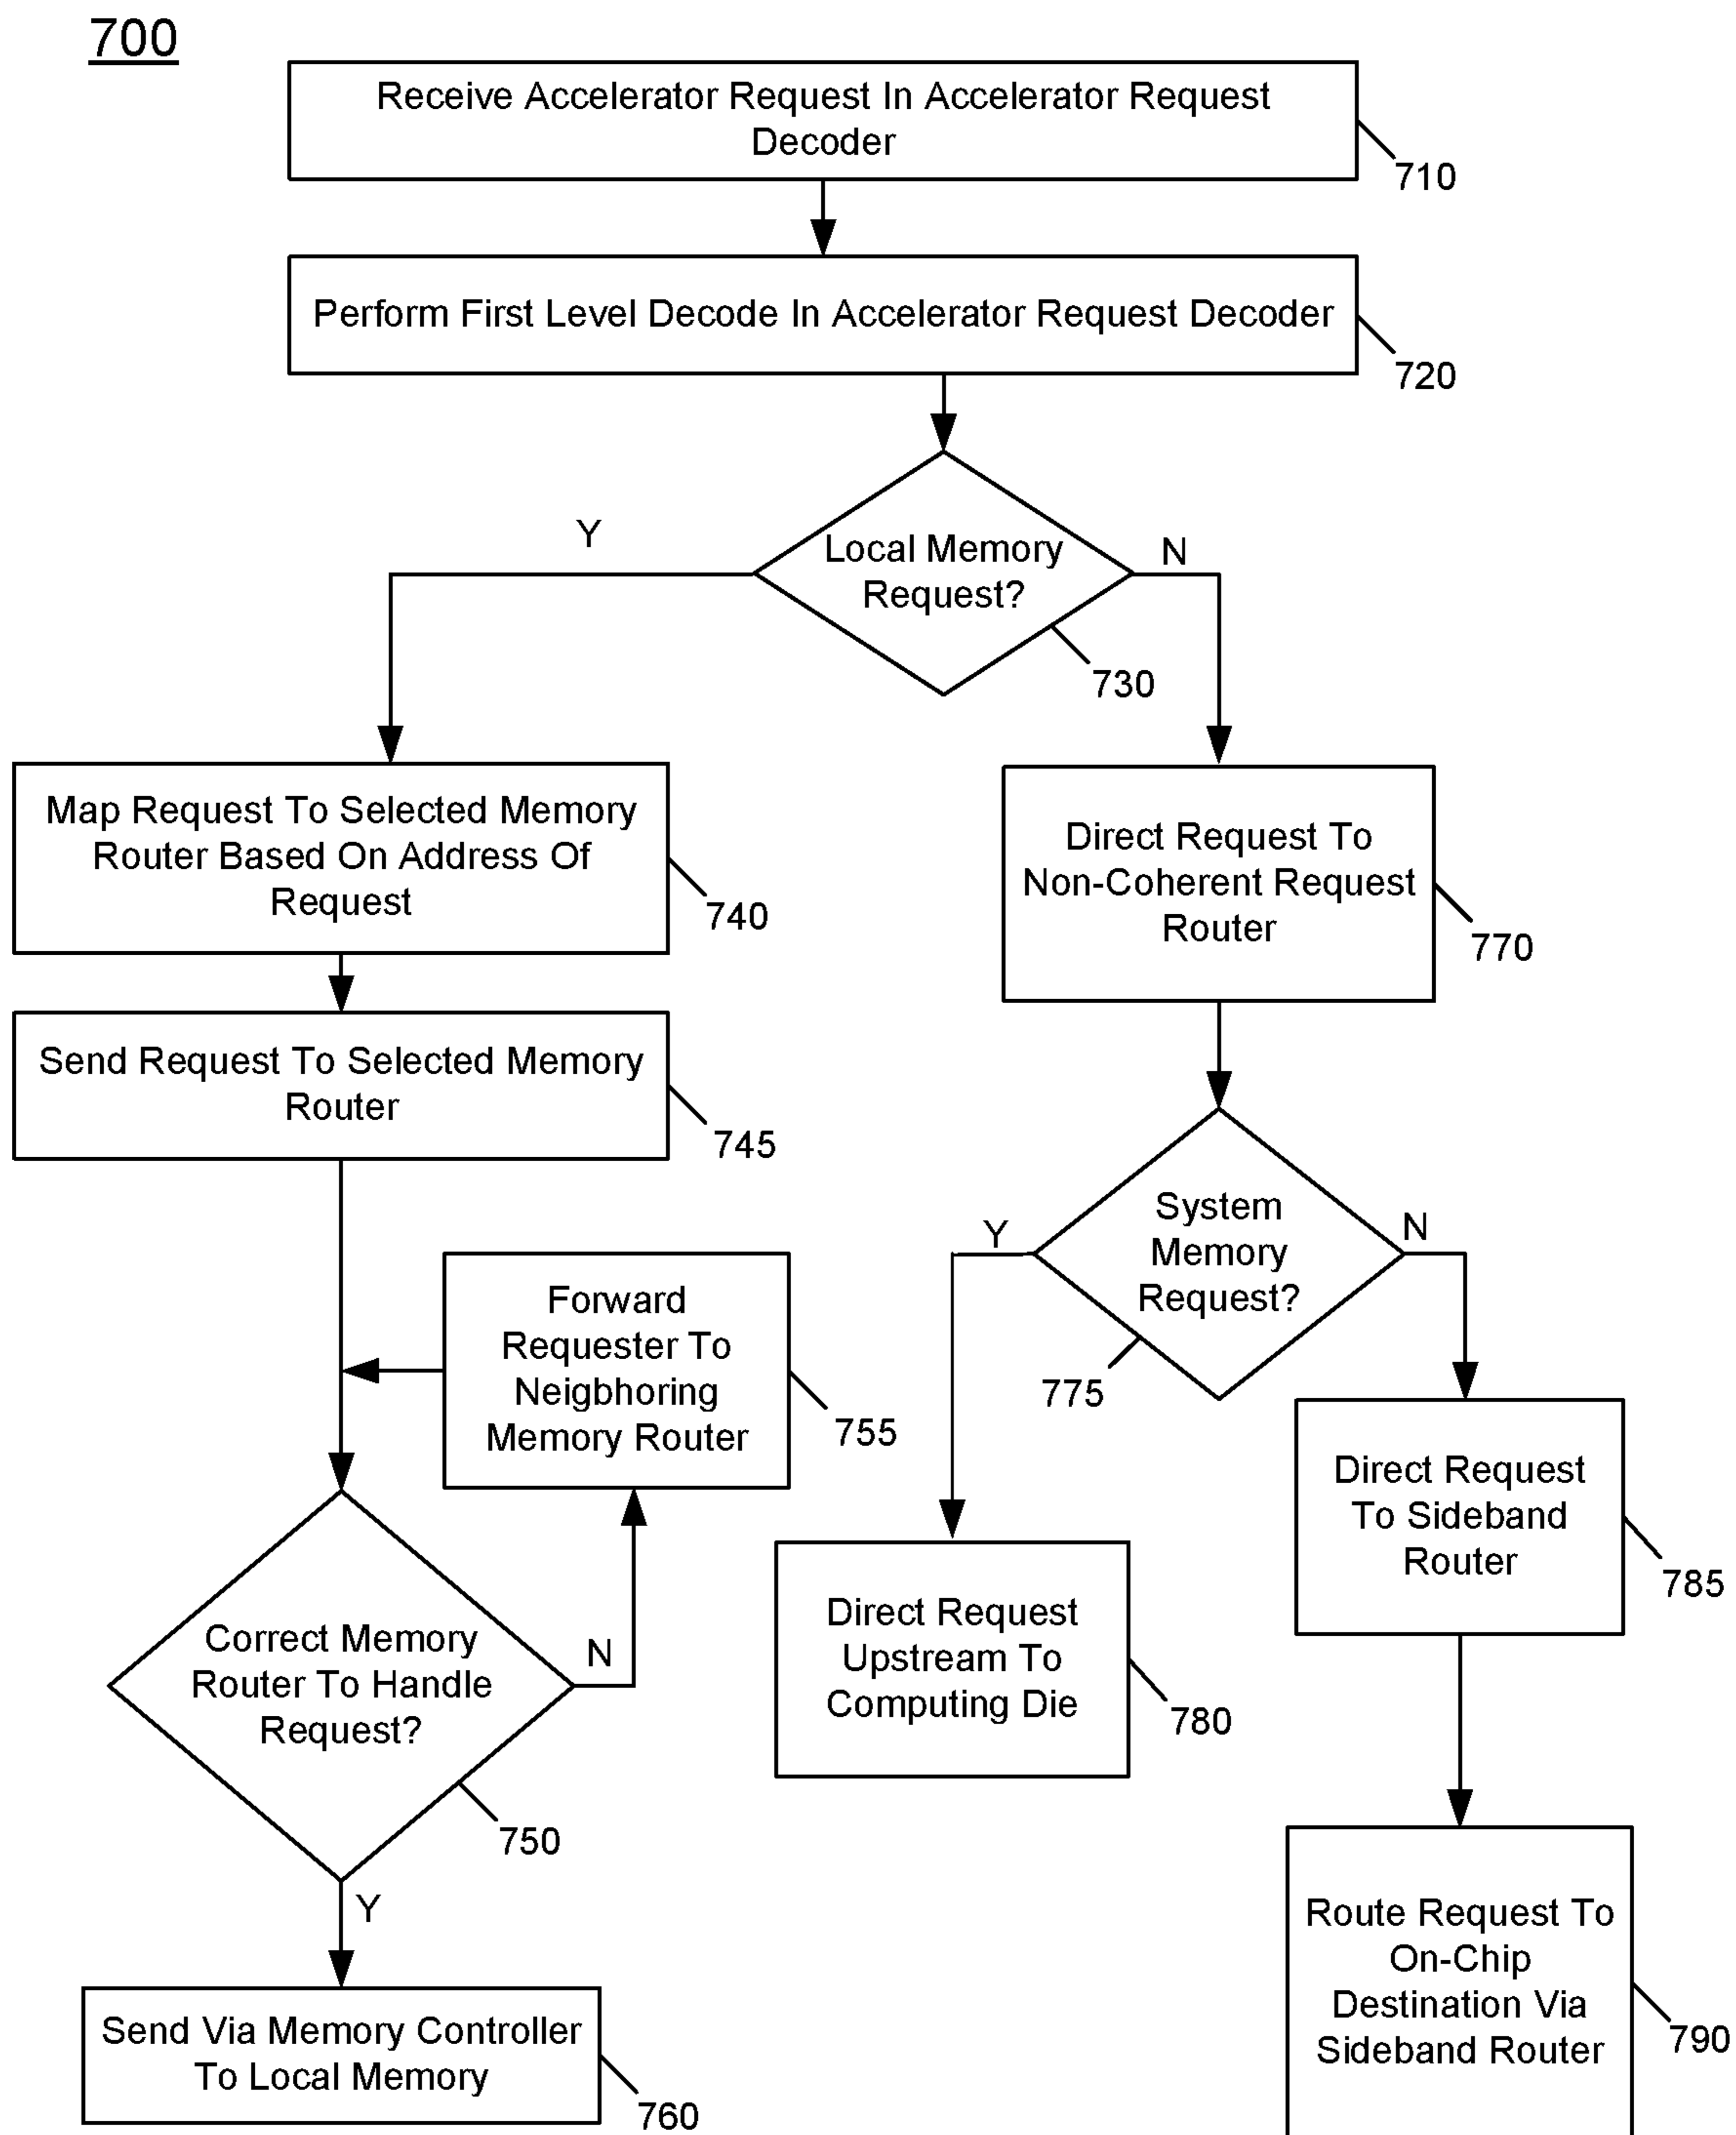 700
Receive Accelerator Request In Accelerator Request
Decoder
710
Perform First Level Decode In Accelerator Request Decoder
720
Local Memory
Request?
Y
N
730
Map Request To Selected Memory
Router Based On Address Of
Request
740
Direct Request To
Non-Coherent Request
Router
770
Send Request To Selected Memory
Router
745
System
Memory
Request?
Y
N
775
Forward
Requester To
Neigbhoring
Memory Router
755
Direct Request
To Sideband
Router
785
Direct Request
Upstream To
Computing Die
780
Correct Memory
Router To Handle
Request?
N
750
Y
Route Request To
On-Chip
Destination Via
Sideband Router
790
Send Via Memory Controller
To Local Memory
760